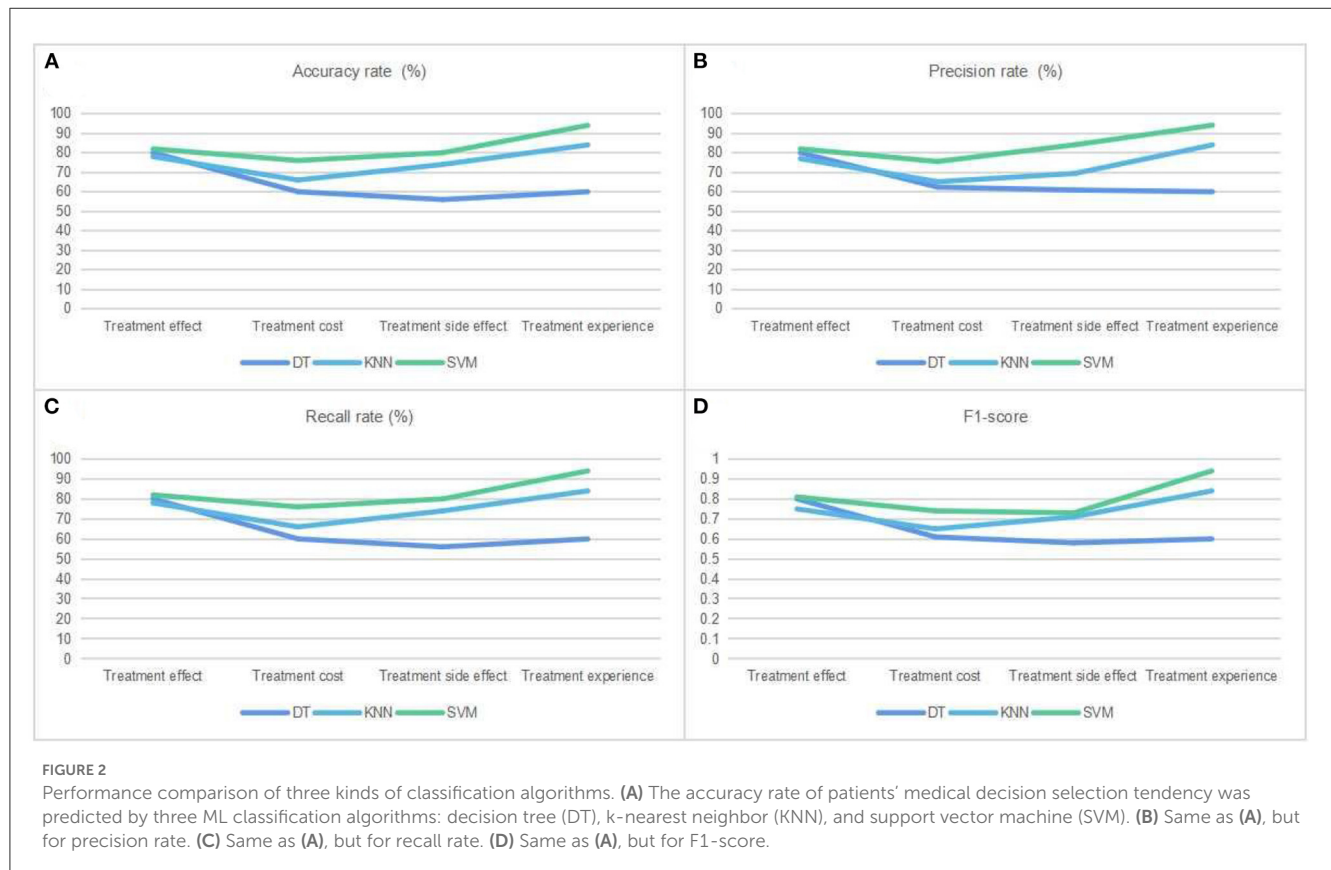 A
Accuracy rate (%)
100
90
80
70
60
50
40
30
20
10
0
Treatment effect Treatment cost Treatment side effect Treatment experience
DT KNN SVM
B
Precision rate (%)
100
90
80
70
60
50
40
30
20
10
0
Treatment effect Treatment cost Treatment side effect Treatment experience
DT KNN SVM
C
Recall rate (%)
100
90
80
70
60
50
40
30
20
10
0
Treatment effect Treatment cost Treatment side effect Treatment experience
DT KNN SVM
D
F1-score
1
0.9
0.8
0.7
0.6
0.5
0.4
0.3
0.2
0.1
0
Treatment effect Treatment cost Treatment side effect Treatment experience
DT KNN SVM
FIGURE 2
Performance comparison of three kinds of classification algorithms. (A) The accuracy rate of patients' medical decision selection tendency was
predicted by three ML classification algorithms: decision tree (DT), k-nearest neighbor (KNN), and support vector machine (SVM). (B) Same as (A), but
for precision rate. (C) Same as (A), but for recall rate. (D) Same as (A), but for F1-score.